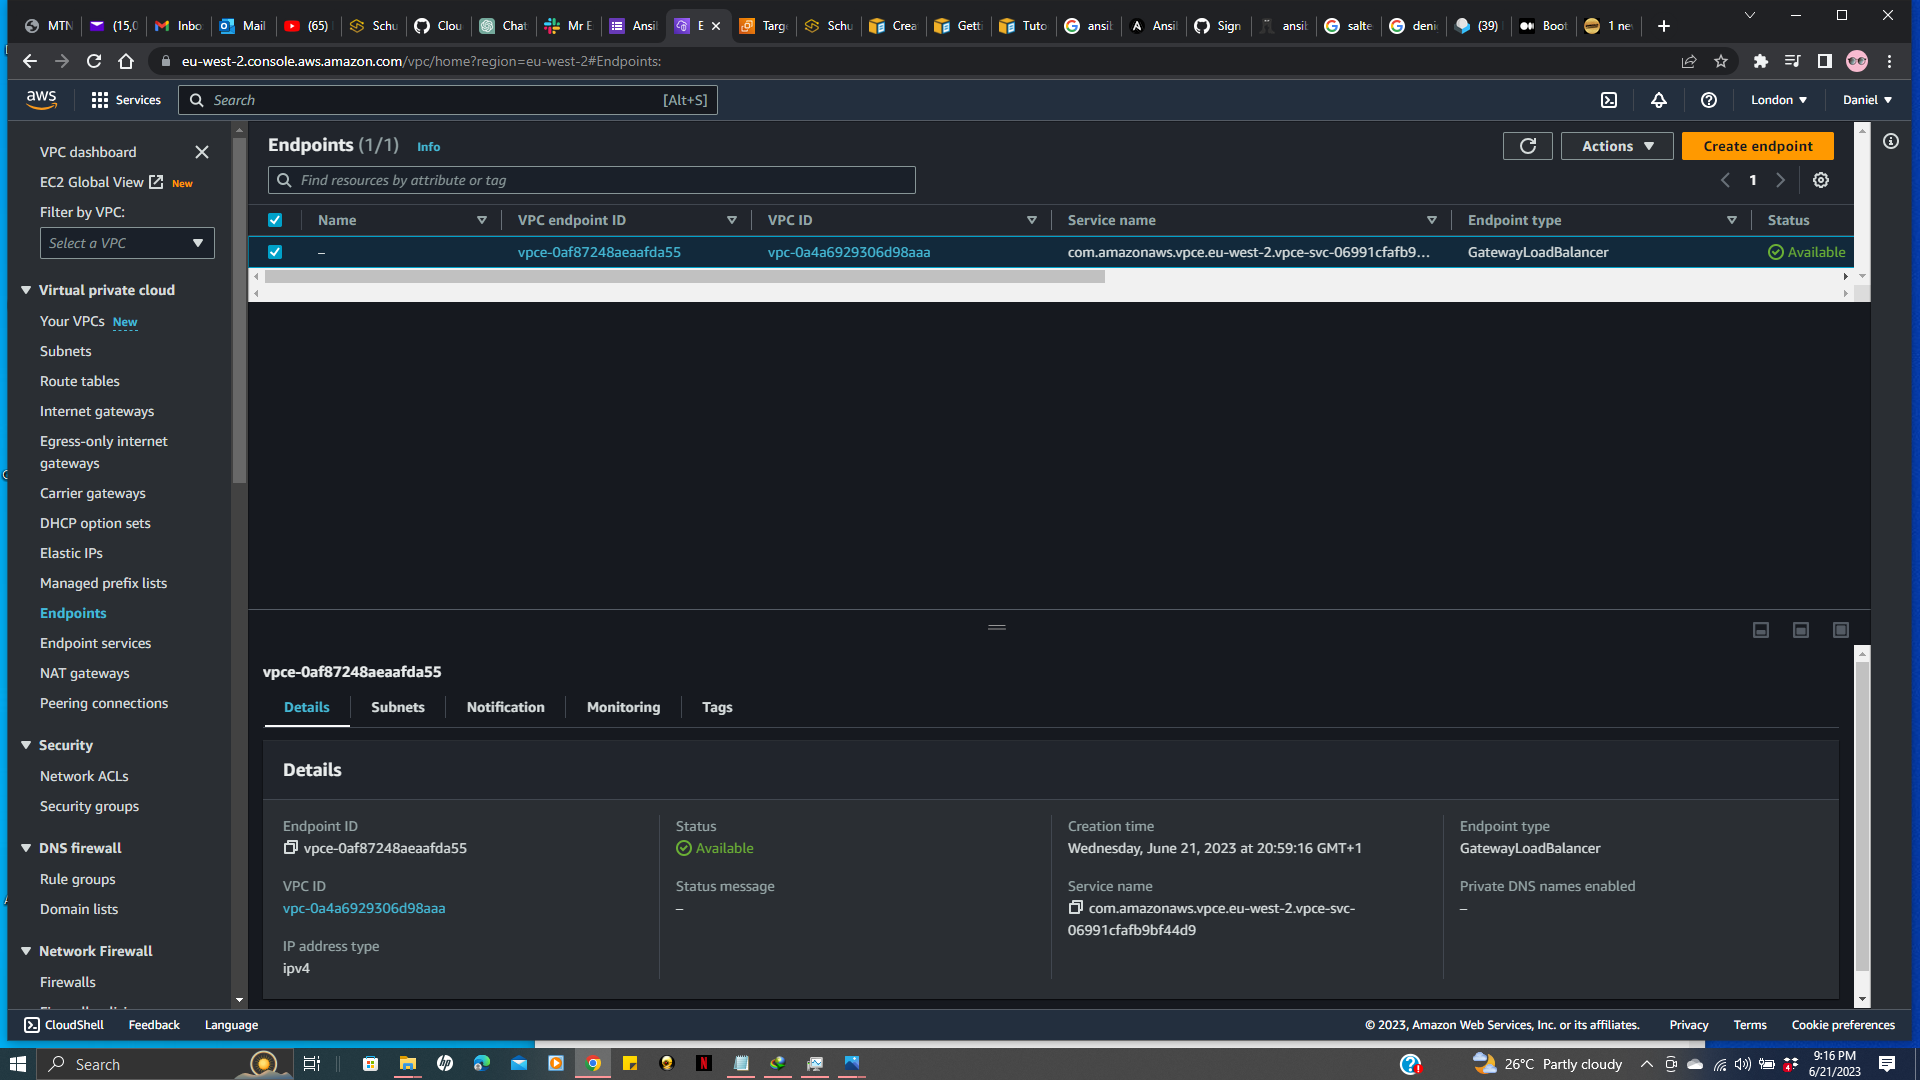 MTN
(15,0
Inbo
Mail
(65)
Schu
Clou
Chat
Mr E
Ansil
E
Targ
Schu
Crea
Getti
Tuto
ansib
Ansil
Sign
ansib
salte
deni
(39)
Boot
1 nev
eu-west-2.console.aws.amazon.com/vpc/home?region=eu-west-2#Endpoints:
aws
Services
Search
[Alt+S]
London
Daniel
VPC dashboard
EC2 Global View New
Filter by VPC:
Select a VPC
Virtual private cloud
Your VPCs New
Subnets
Route tables
Internet gateways
Egress-only internet
gateways
Carrier gateways
DHCP option sets
Elastic IPs
Managed prefix lists
Endpoints
Endpoint services
NAT gateways
Peering connections
Security
Network ACLs
Security groups
DNS firewall
Rule groups
Domain lists
Network Firewall
Firewalls
Endpoints (1/1) Info
Actions
Create endpoint
Find resources by attribute or tag
1
Name
VPC endpoint ID
VPC ID
Service name
Endpoint type
Status
–
vpce-0af87248aeaafda55
vpc-0a4a6929306d98aaa
com.amazonaws.vpce.eu-west-2.vpce-svc-06991cfafb9...
GatewayLoadBalancer
Available
vpce-0af87248aeaafda55
Details
Subnets
Notification
Monitoring
Tags
Details
Endpoint ID
vpce-0af87248aeaafda55
VPC ID
vpc-0a4a6929306d98aaa
IP address type
ipv4
Status
Available
Status message
–
Creation time
Wednesday, June 21, 2023 at 20:59:16 GMT+1
Service name
com.amazonaws.vpce.eu-west-2.vpce-svc-
06991cfafb9bf44d9
Endpoint type
GatewayLoadBalancer
Private DNS names enabled
–
CloudShell
Feedback
Language
© 2023, Amazon Web Services, Inc. or its affiliates.
Privacy
Terms
Cookie preferences
Search
26°C Partly cloudy
9:16 PM
6/21/2023